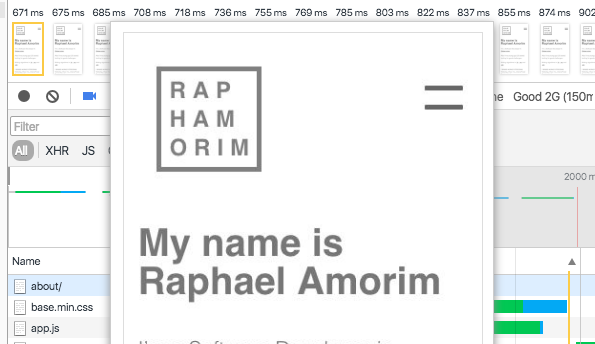 671 ms 675 ms 685 ms 708 ms 718 ms 736 ms 755 ms 769 ms 785 ms 803 ms 822 ms 837 ms 855 ms 874 ms 902
Good 2G (150m
Filter
All XHR JS
2000 m
RAP
HAM
ORIM
My name is
Raphael Amorim
Name
about/
base.min.css
app.js